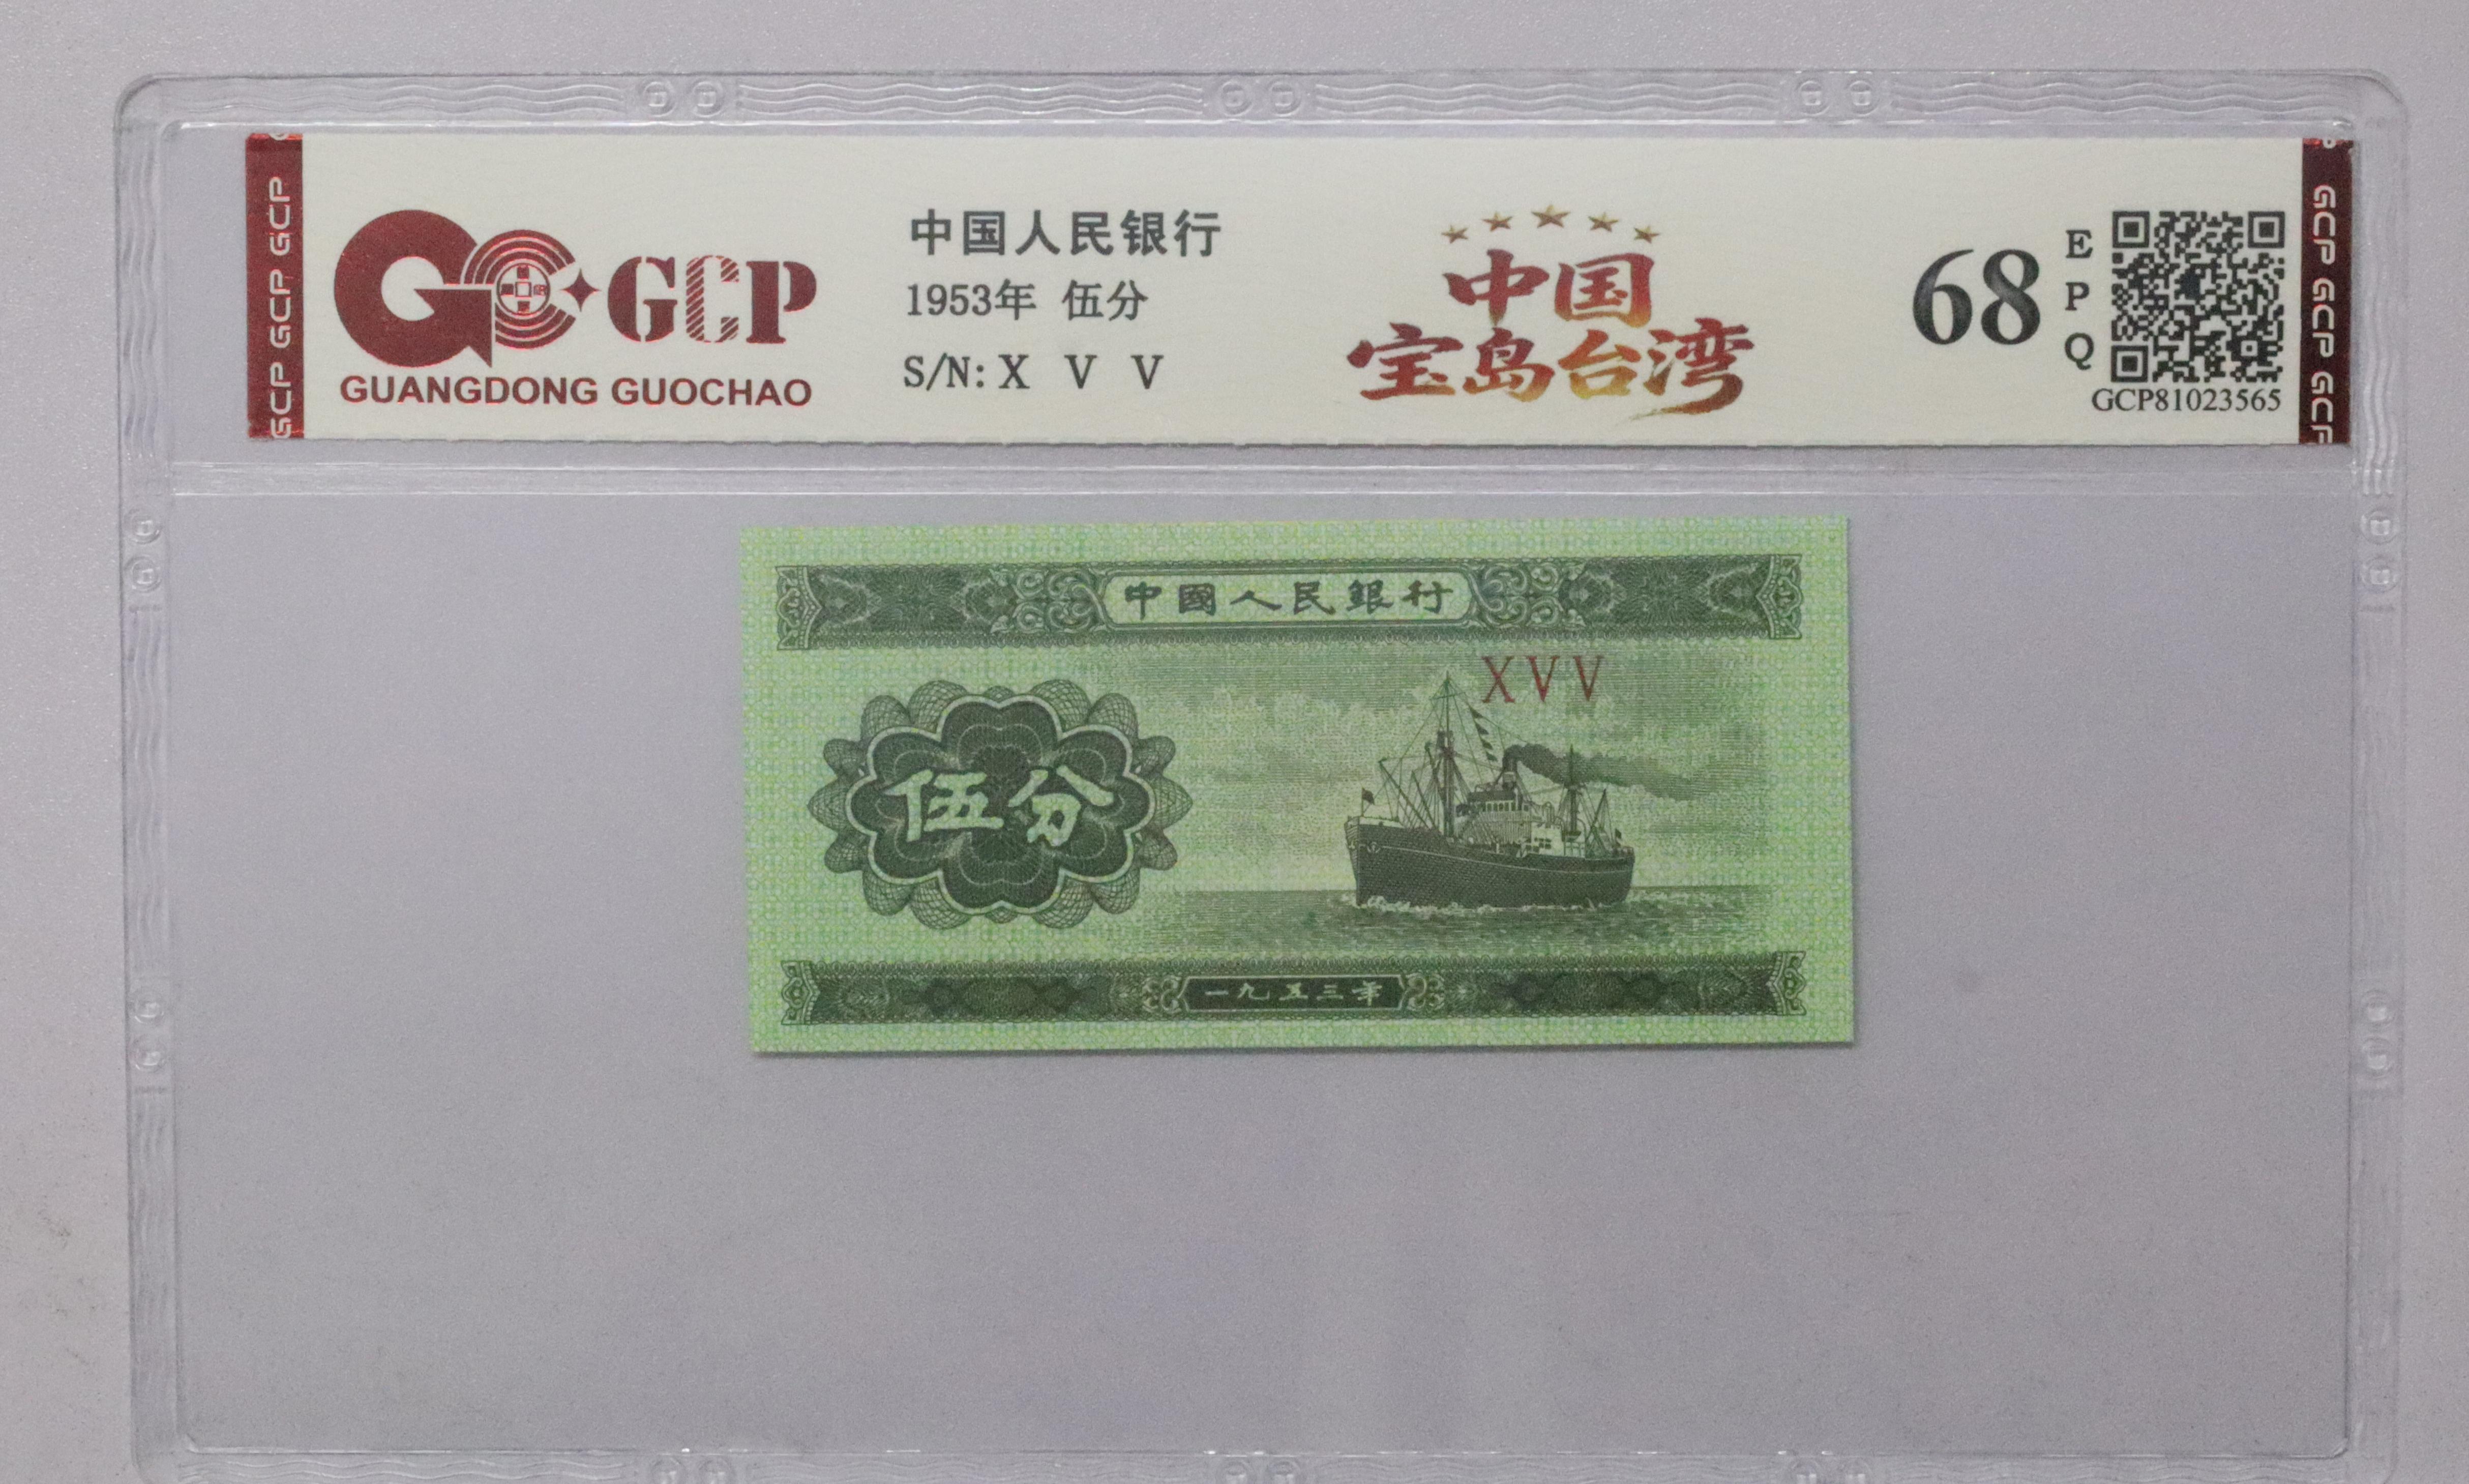 GCP GCP GCP
GCP
GUANGDONG GUOCHAO
中国人民银行
1953年 伍分
S/N: X V V
中国
宝岛台湾
68
E
P
Q
GCP81023565
GCP GCP GCP
中國人民銀行
X V V
伍分
一九五三年